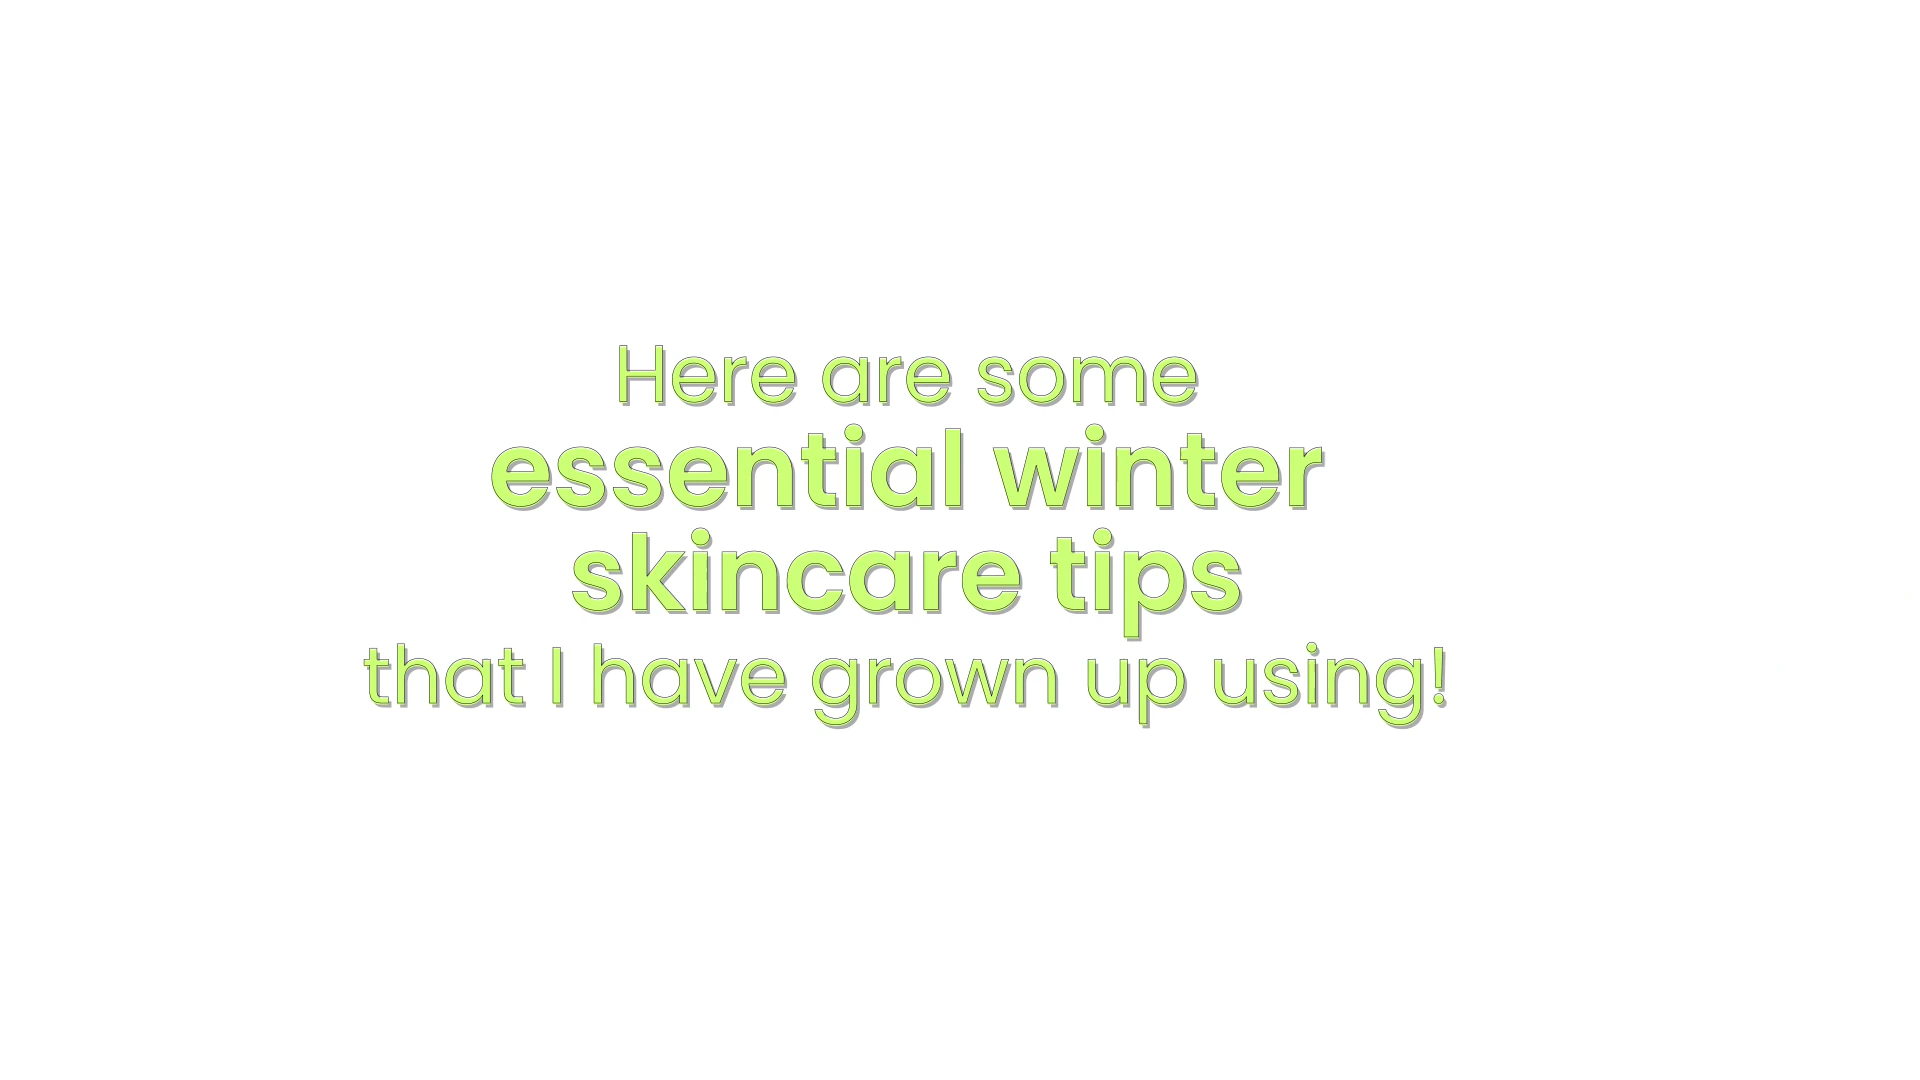 Here are some
essential winter
skincare tips
that I have grown up using!